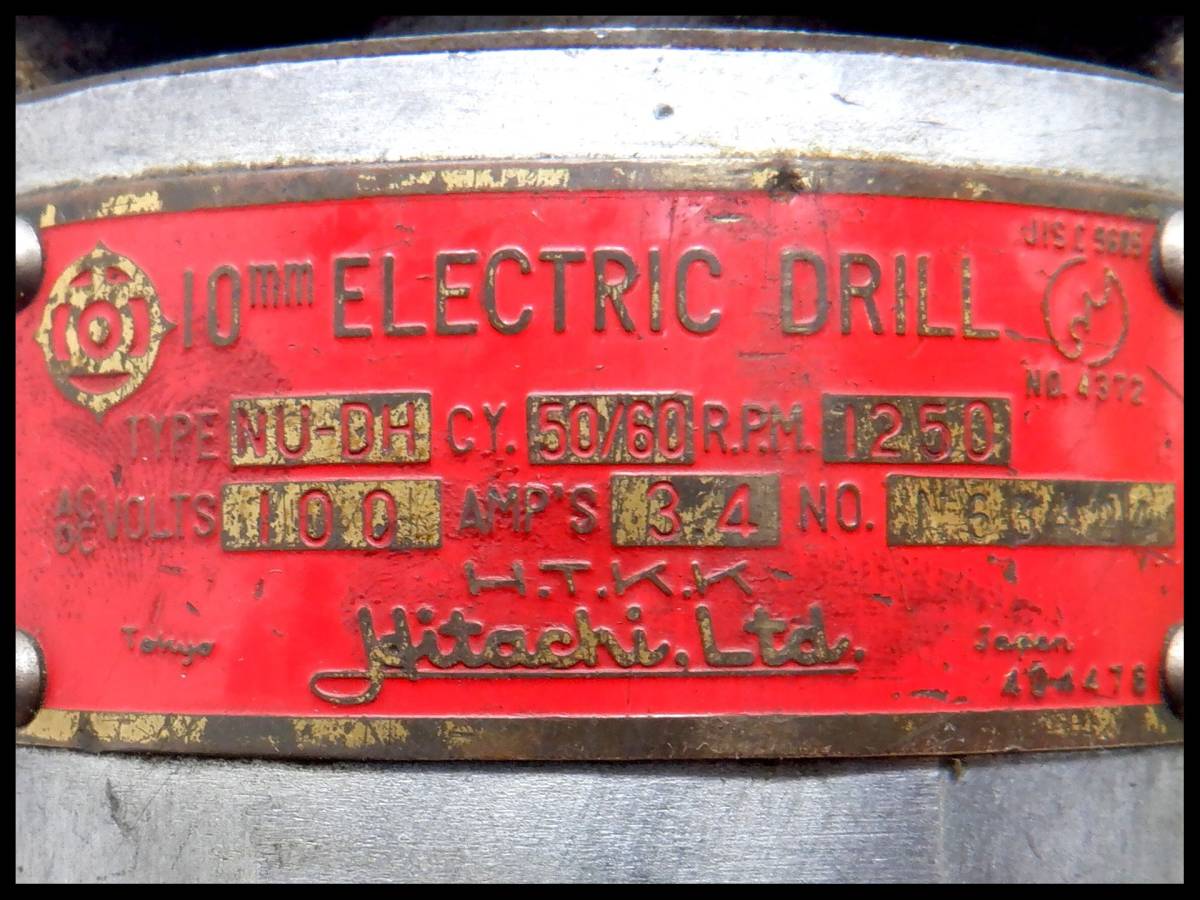 JIS C 9605
10mm ELECTRIC DRILL
NO. 4372
TYPE NU-DH CY. 50/60 R.P.M. 1250
AC DC VOLTS 100 AMP'S 3 4 NO.
H.T.K.K
Hitachi, Ltd.
Tokyo Japan